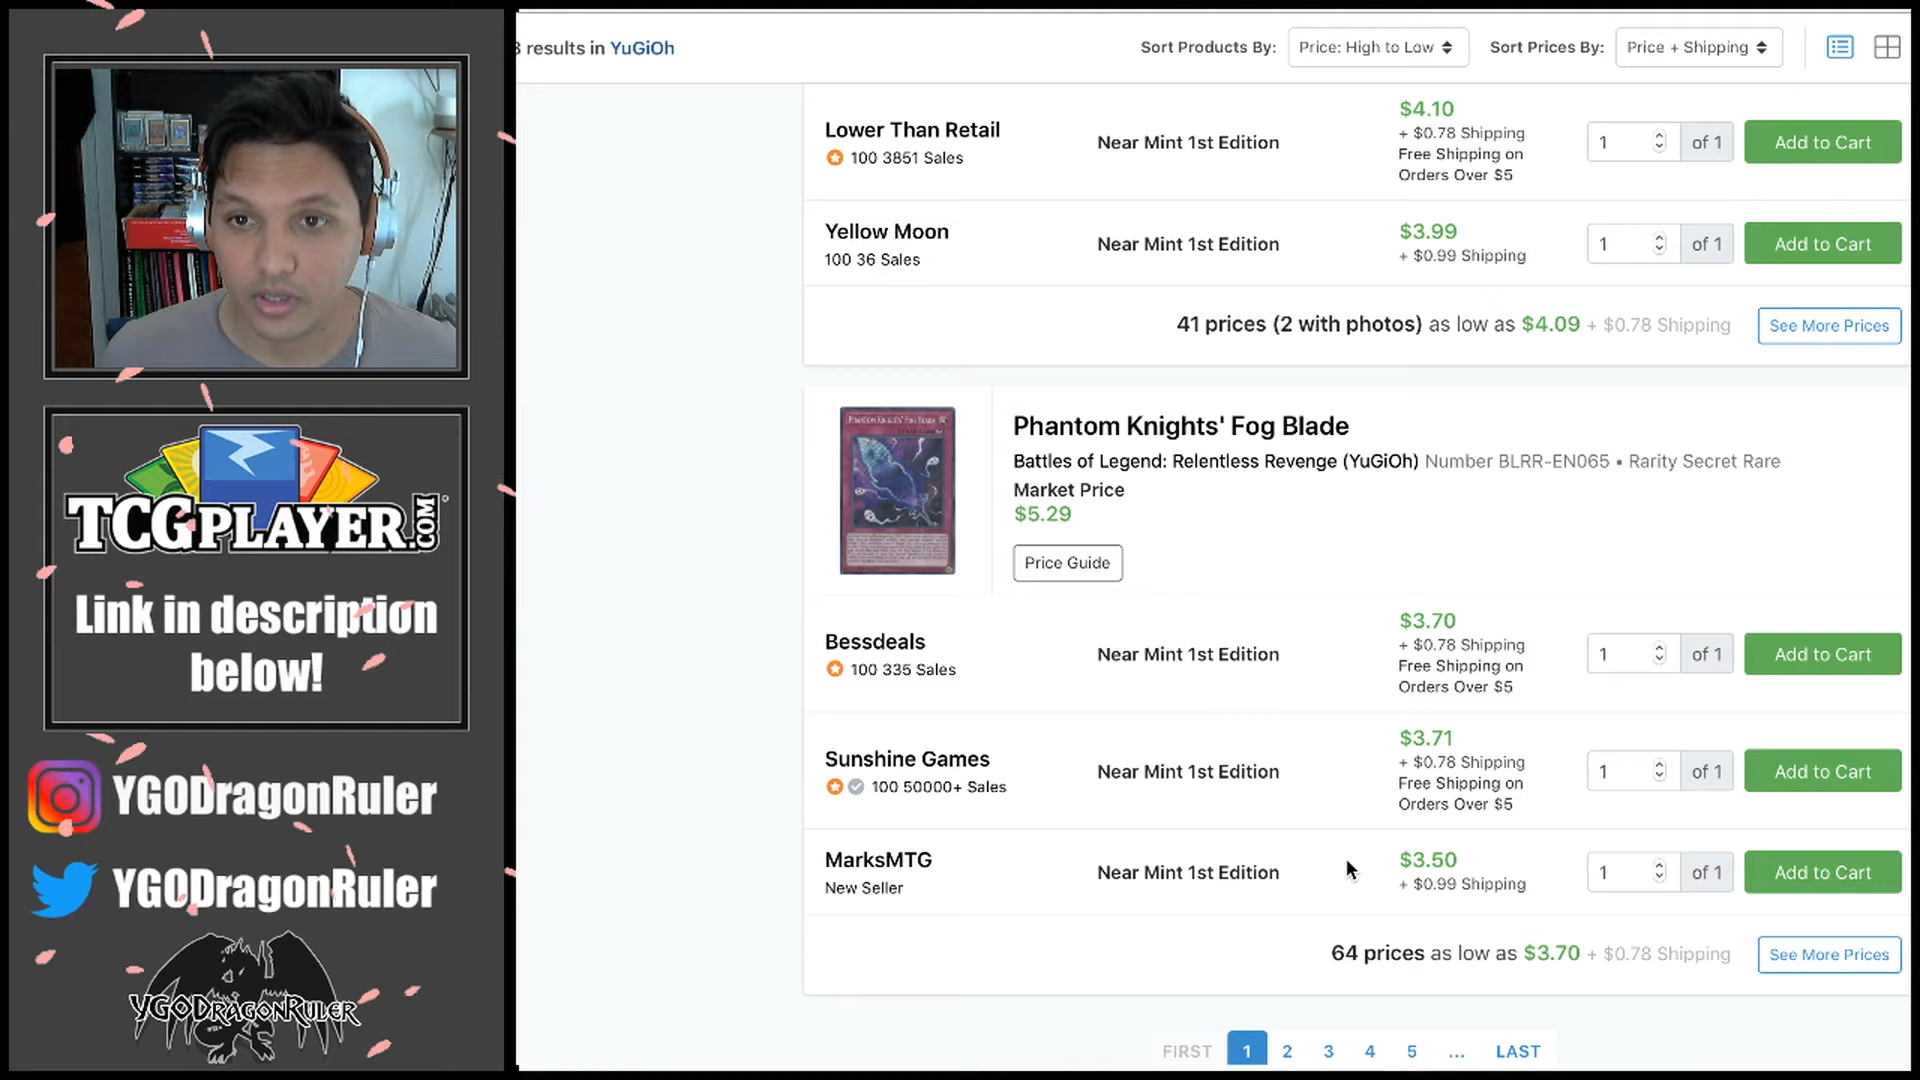 TCGPLAYER.COM
Link in description
below!
YGODragonRuler
YGODragonRuler
YGODRAGONRULER
results in YuGiOh
Sort Products By: Price: High to Low
Sort Prices By: Price + Shipping
Lower Than Retail
100 3851 Sales
Near Mint 1st Edition
$4.10
+ $0.78 Shipping
Free Shipping on
Orders Over $5
1 of 1
Add to Cart
Yellow Moon
100 36 Sales
Near Mint 1st Edition
$3.99
+ $0.99 Shipping
1 of 1
Add to Cart
41 prices (2 with photos) as low as $4.09 + $0.78 Shipping
See More Prices
PHANTOM KNIGHTS' FOG BLADE
Phantom Knights' Fog Blade
Battles of Legend: Relentless Revenge (YuGiOh) Number BLRR-EN065 • Rarity Secret Rare
Market Price
$5.29
Price Guide
Bessdeals
100 335 Sales
Near Mint 1st Edition
$3.70
+ $0.78 Shipping
Free Shipping on
Orders Over $5
1 of 1
Add to Cart
Sunshine Games
100 50000+ Sales
Near Mint 1st Edition
$3.71
+ $0.78 Shipping
Free Shipping on
Orders Over $5
1 of 1
Add to Cart
MarksMTG
New Seller
Near Mint 1st Edition
$3.50
+ $0.99 Shipping
1 of 1
Add to Cart
64 prices as low as $3.70 + $0.78 Shipping
See More Prices
FIRST 1 2 3 4 5 ... LAST